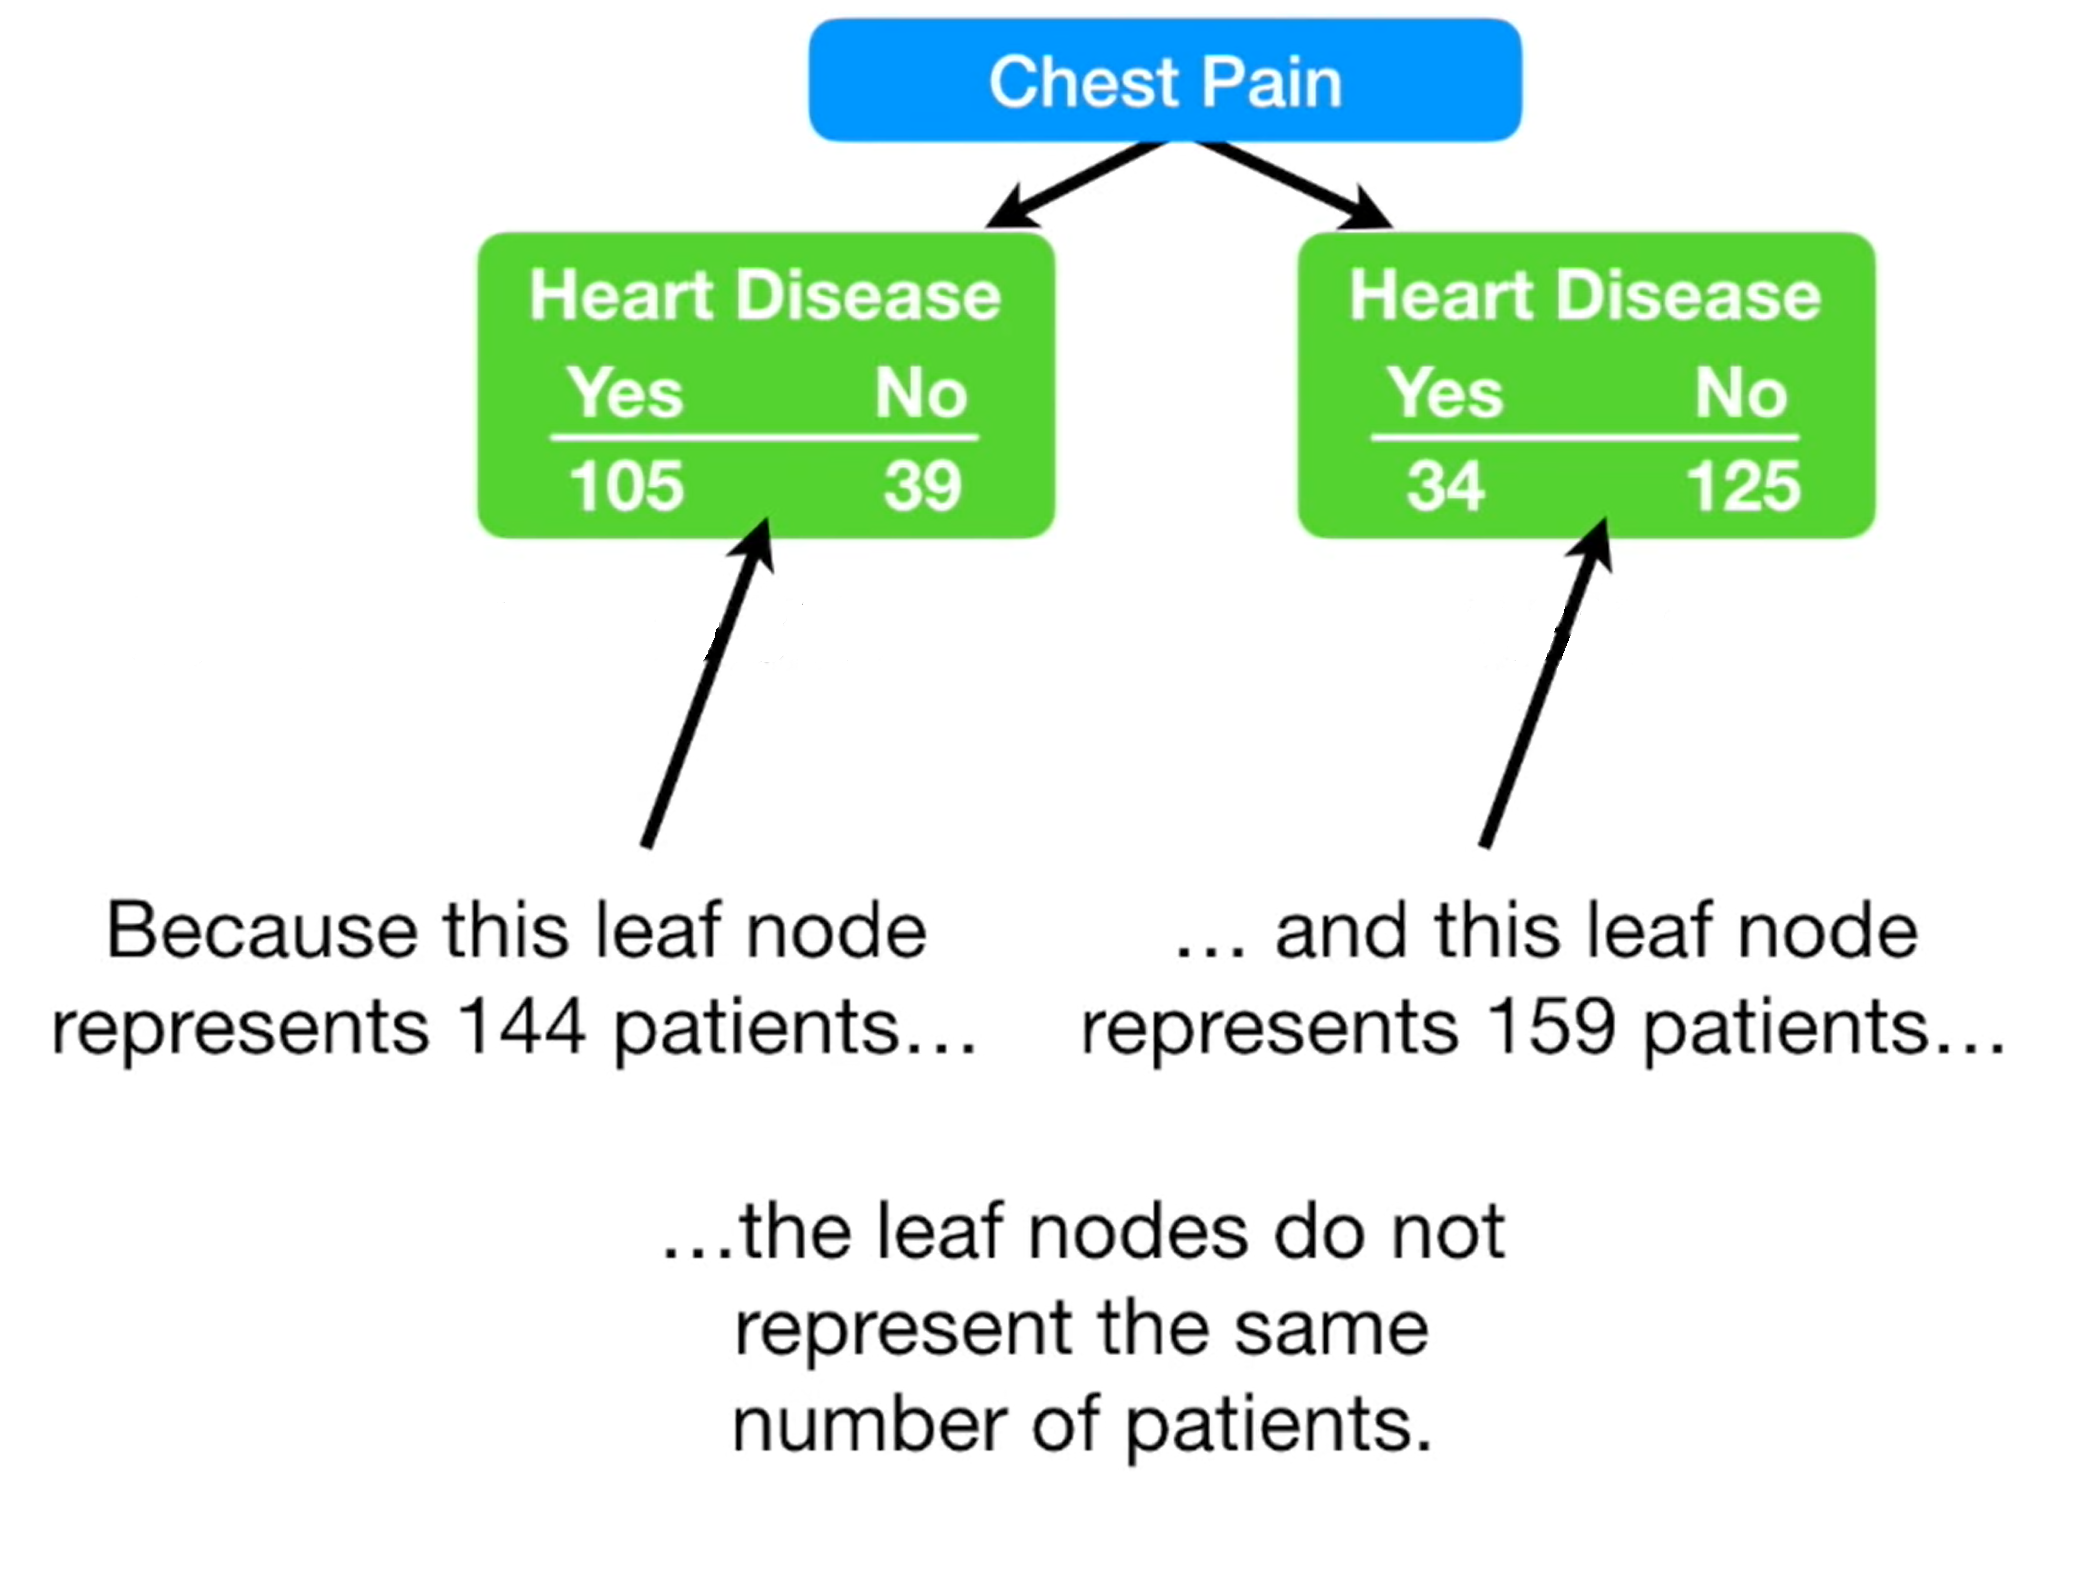 Chest Pain
Heart Disease
Yes No
105 39
Heart Disease
Yes No
34 125
Because this leaf node
represents 144 patients…
… and this leaf node
represents 159 patients…
…the leaf nodes do not
represent the same
number of patients.